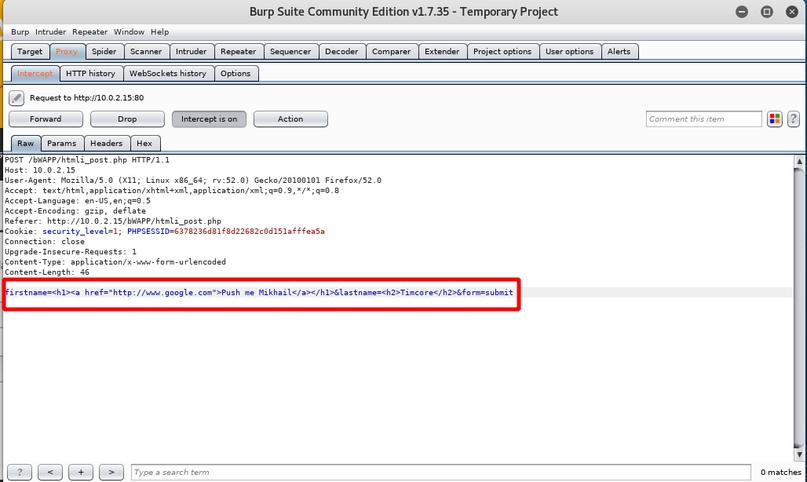 Burp Suite Community Edition v1.7.35 - Temporary Project
Burp Intruder Repeater Window Help
Target Proxy Spider Scanner Intruder Repeater Sequencer Decoder Comparer Extender Project options User options Alerts
Intercept HTTP history WebSockets history Options
Request to http://10.0.2.15:80
Forward Drop Intercept is on Action Comment this item ?
Raw Params Headers Hex
POST /bWAPP/htmli_post.php HTTP/1.1
Host: 10.0.2.15
User-Agent: Mozilla/5.0 (X11; Linux x86_64; rv:52.0) Gecko/20100101 Firefox/52.0
Accept: text/html,application/xhtml+xml,application/xml;q=0.9,*/*;q=0.8
Accept-Language: en-US,en;q=0.5
Accept-Encoding: gzip, deflate
Referer: http://10.0.2.15/bWAPP/htmli_post.php
Cookie: security_level=1; PHPSESSID=6378236d81f8d22682c0d151afffea5a
Connection: close
Upgrade-Insecure-Requests: 1
Content-Type: application/x-www-form-urlencoded
Content-Length: 46
firstname=<h1><a href="http://www.google.com">Push me Mikhail</a></h1>&lastname=<h2>Timcore</h2>&form=submit
? < + > Type a search term 0 matches